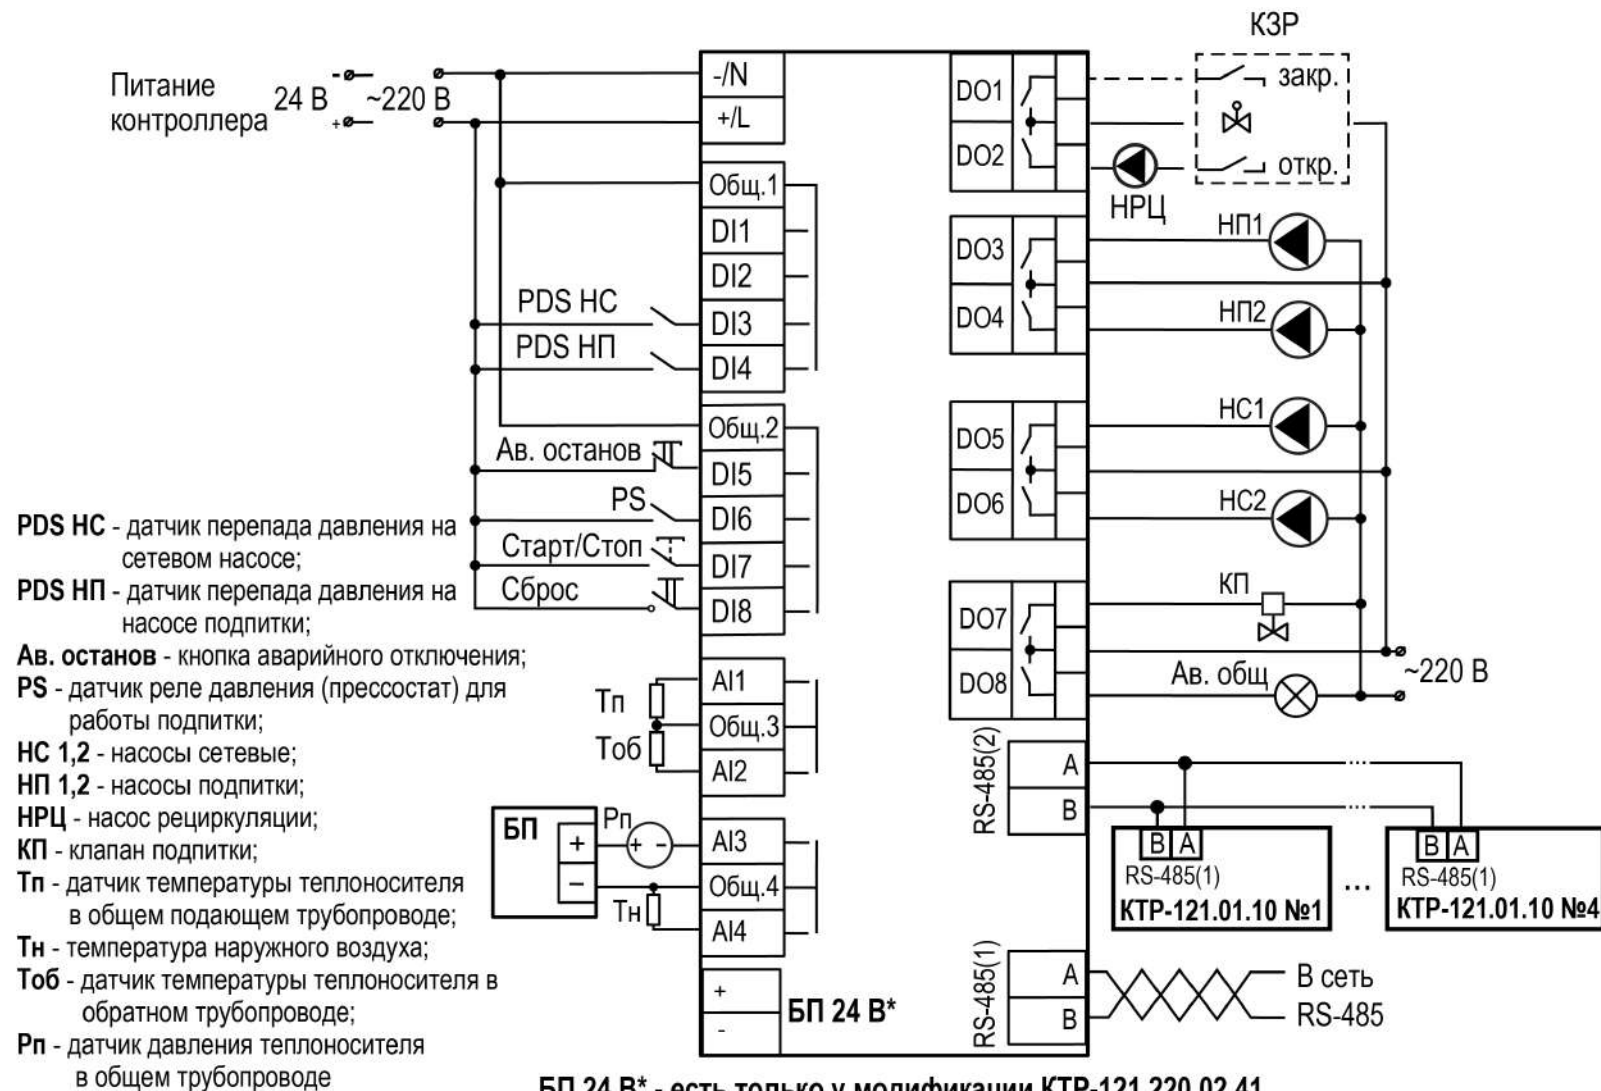 КЗР
Питание
контроллера
24 В
-
+
~220 В
-/N
+/L
Общ.1
DI1
DI2
PDS НС
DI3
PDS НП
DI4
Общ.2
Ав. останов
DI5
PS
DI6
Старт/Стоп
DI7
Сброс
DI8
Тп
AI1
Общ.3
Тоб
AI2
БП
+
−
Рп
+ -
AI3
Общ.4
Тн
AI4
+
-
БП 24 В*
DO1
DO2
закр.
откр.
НРЦ
DO3
DO4
НП1
НП2
DO5
DO6
НС1
НС2
DO7
DO8
КП
Ав. общ
~220 В
RS-485(2)
A
B
...
...
B A
RS-485(1)
КТР-121.01.10 №1
...
B A
RS-485(1)
КТР-121.01.10 №4
RS-485(1)
A
B
В сеть
RS-485
PDS НС - датчик перепада давления на
сетевом насосе;
PDS НП - датчик перепада давления на
насосе подпитки;
Ав. останов - кнопка аварийного отключения;
PS - датчик реле давления (прессостат) для
работы подпитки;
НС 1,2 - насосы сетевые;
НП 1,2 - насосы подпитки;
НРЦ - насос рециркуляции;
КП - клапан подпитки;
Тп - датчик температуры теплоносителя
в общем подающем трубопроводе;
Тн - температура наружного воздуха;
Тоб - датчик температуры теплоносителя в
обратном трубопроводе;
Рп - датчик давления теплоносителя
в общем трубопроводе
БП 24 В* - есть только у модификации КТР-121.220.02.41